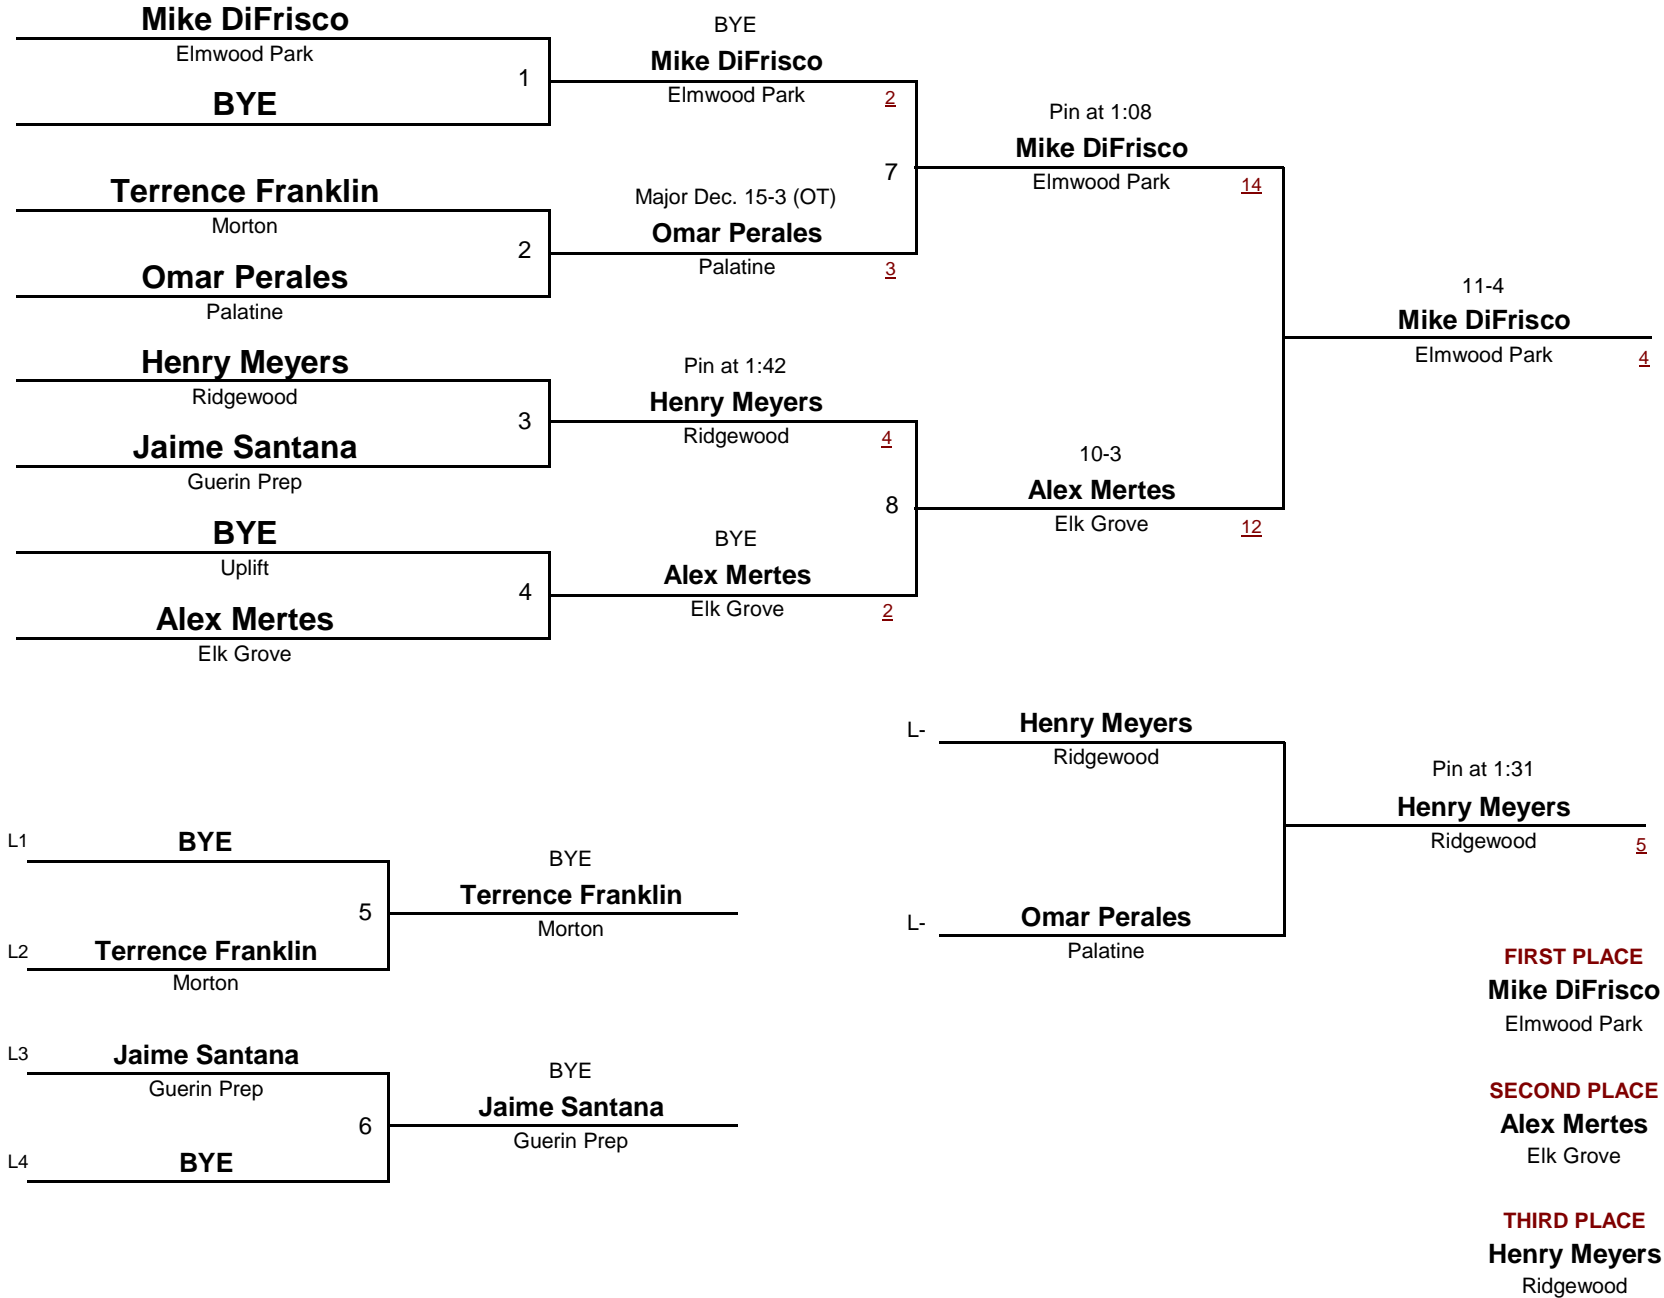 Mike DiFrisco
Elmwood Park
1
BYE
BYE
Mike DiFrisco
Elmwood Park
2
Terrence Franklin
Morton
2
Omar Perales
Palatine
7
Major Dec. 15-3 (OT)
Omar Perales
Palatine
3
Pin at 1:08
Mike DiFrisco
Elmwood Park
14
Henry Meyers
Ridgewood
3
Jaime Santana
Guerin Prep
Pin at 1:42
Henry Meyers
Ridgewood
4
BYE
Uplift
4
Alex Mertes
Elk Grove
8
BYE
Alex Mertes
Elk Grove
2
10-3
Alex Mertes
Elk Grove
12
11-4
Mike DiFrisco
Elmwood Park
4
L-
Henry Meyers
Ridgewood
L-
Omar Perales
Palatine
Pin at 1:31
Henry Meyers
Ridgewood
5
L1
BYE
5
L2
Terrence Franklin
Morton
BYE
Terrence Franklin
Morton
L3
Jaime Santana
Guerin Prep
6
L4
BYE
BYE
Jaime Santana
Guerin Prep
FIRST PLACE
Mike DiFrisco
Elmwood Park
SECOND PLACE
Alex Mertes
Elk Grove
THIRD PLACE
Henry Meyers
Ridgewood